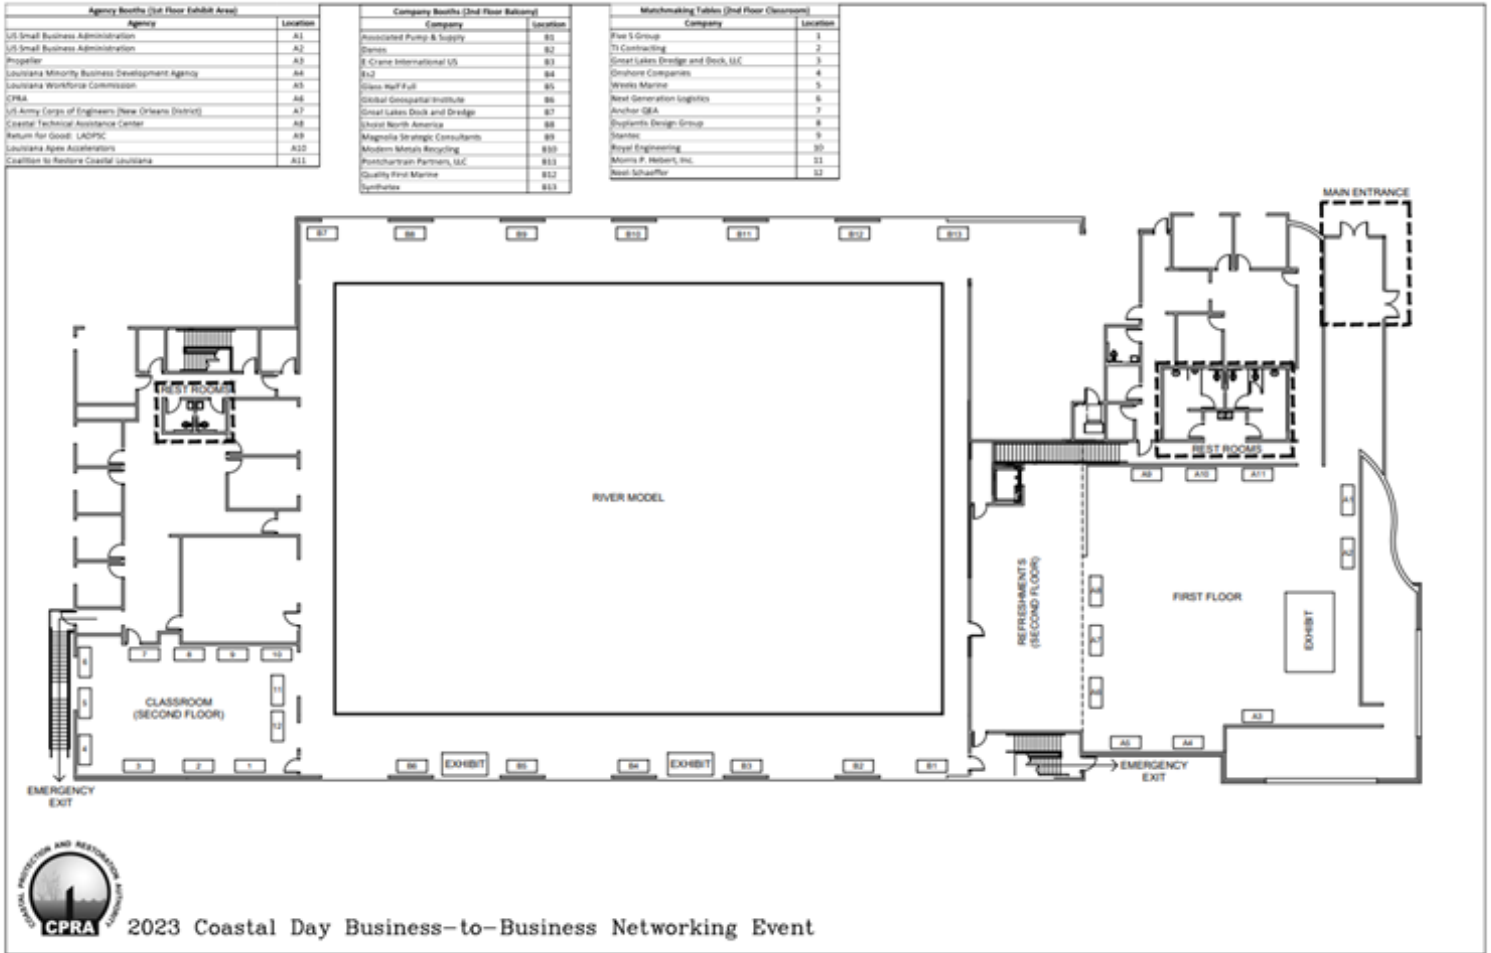 Agency Booths (1st Floor Exhibit Area)
Agency Location
US Small Business Administration A1
US Small Business Administration A2
Propeller A3
Louisiana Minority Business Development Agency A4
Louisiana Workforce Commission A5
CPRA A6
US Army Corps of Engineers (New Orleans District) A7
Coastal Technical Assistance Center A8
Return for Good: LADPSC A9
Louisiana Apex Accelerators A10
Coalition to Restore Coastal Louisiana A11
Company Booths (2nd Floor Balcony)
Company Location
Associated Pump & Supply B1
Danos B2
E-Crane International US B3
Es2 B4
Glass Half Full B5
Global Geospatial Institute B6
Great Lakes Dock and Dredge B7
Lhoist North America B8
Magnolia Strategic Consultants B9
Modern Metals Recycling B10
Pontchartrain Partners, LLC B11
Quality First Marine B12
Synthetex B13
Matchmaking Tables (2nd Floor Classroom)
Company Location
Five S Group 1
TI Contracting 2
Great Lakes Dredge and Dock, LLC 3
Onshore Companies 4
Weeks Marine 5
Next Generation Logistics 6
Anchor QEA 7
Duplantis Design Group 8
Stantec 9
Royal Engineering 10
Morris P. Hebert, Inc. 11
Neel-Schaffer 12
MAIN ENTRANCE
B7 B8 B9 B10 B11 B12 B13
REST ROOMS
REST ROOMS
A9 A10 A11
A1
A2
RIVER MODEL
REFRESHMENTS
(SECOND FLOOR)
A8
A7
A6
FIRST FLOOR
EXHIBIT
A3
A5 A4
6
5
4
7 8 9 10
11
12
CLASSROOM
(SECOND FLOOR)
3 2 1
B6 EXHIBIT B5 B4 EXHIBIT B3 B2 B1
EMERGENCY
EXIT
EMERGENCY
EXIT
COASTAL PROTECTION AND RESTORATION AUTHORITY
CPRA
2023 Coastal Day Business-to-Business Networking Event